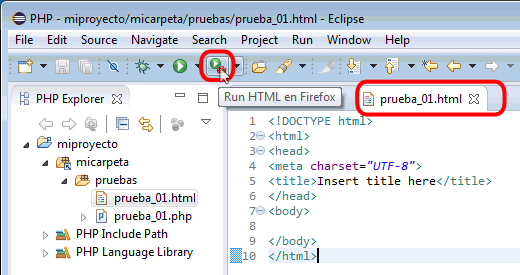 PHP - miproyecto/micarpeta/pruebas/prueba_01.html - Eclipse
File Edit Source Refactor Navigate Search Project Run Window Help
Run HTML en Firefox
PHP Explorer
miproyecto
micarpeta
pruebas
prueba_01.html
prueba_01.php
PHP Include Path
PHP Language Library
prueba_01.html
1 <!DOCTYPE html>
2 <html>
3 <head>
4 <meta charset="UTF-8">
5 <title>Insert title here</title>
6 </head>
7 <body>
8
9 </body>
10 </html>